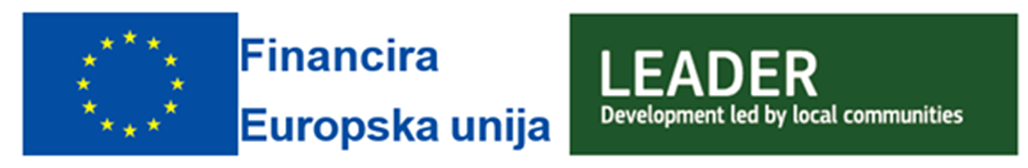 Financira
Europska unija
LEADER
Development led by local communities